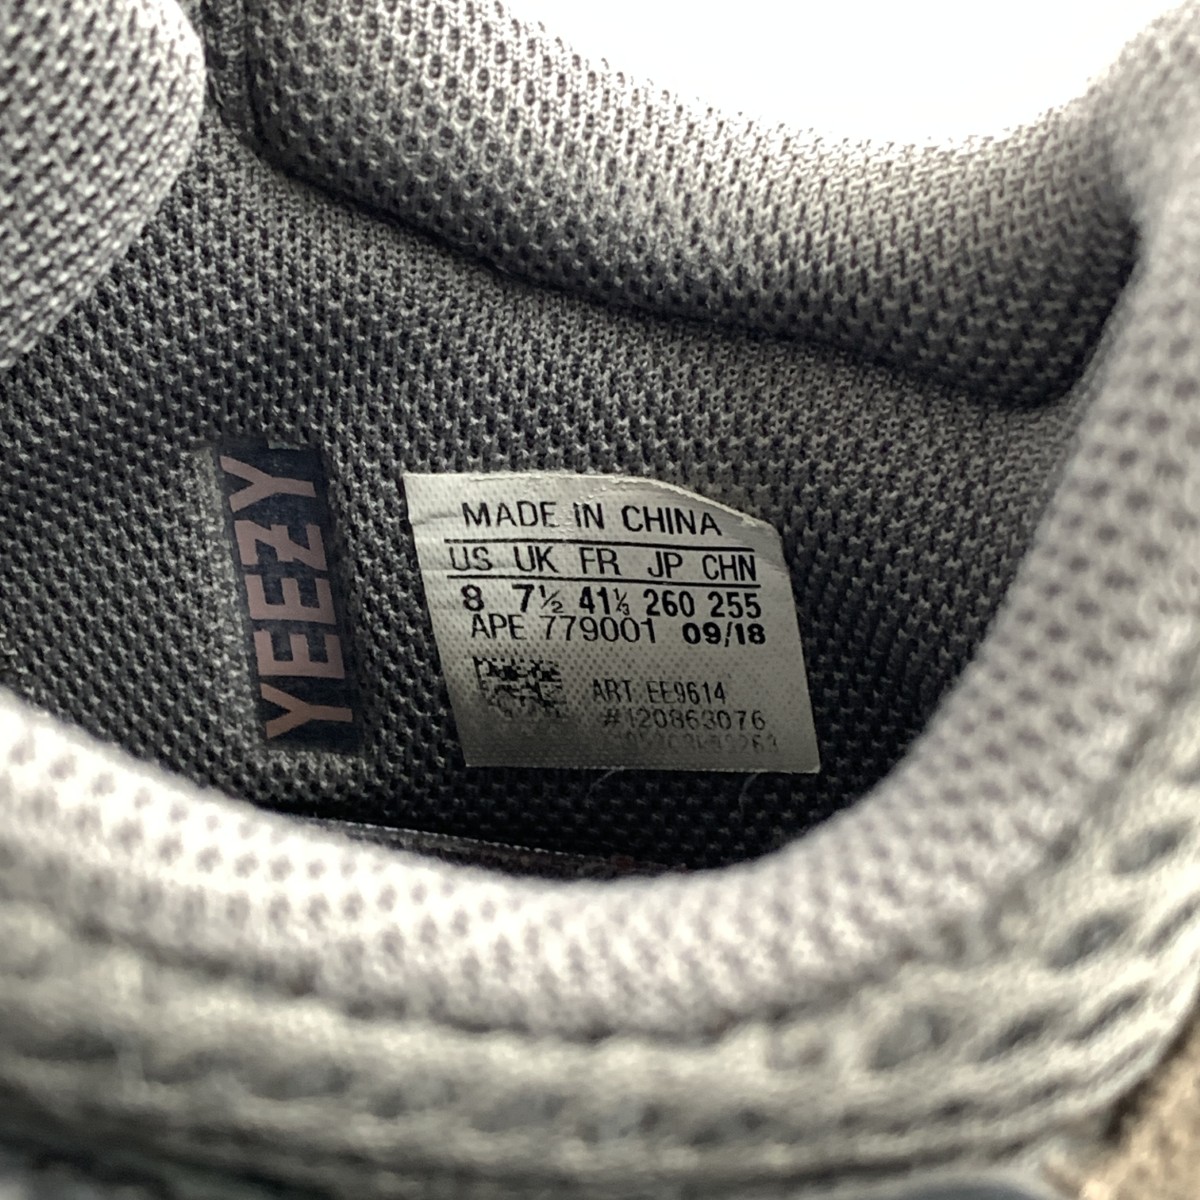 YEEZY
MADE IN CHINA
US UK FR JP CHN
8 7½ 41⅓ 260 255
APE 779001 09/18
ART EE9614
#120863076